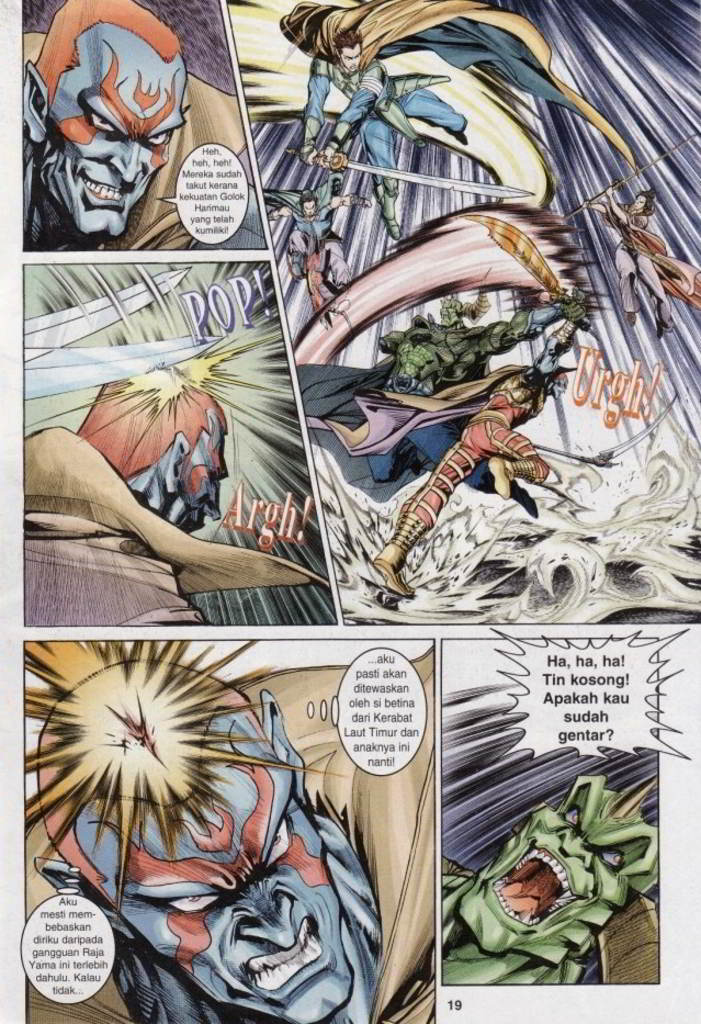 Heh,
heh, heh!
Mereka sudah
takut kerana
kekuatan Golok
Harimau
yang telah
kumiliki!
Urgh!
POP!
Argh!
Aku
mesti mem-
bebaskan
diriku daripada
gangguan Raja
Yama ini terlebih
dahulu. Kalau
tidak...
...aku
pasti akan
ditewaskan
oleh si betina
dari Kerabat
Laut Timur dan
anaknya ini
nanti!
Ha, ha, ha!
Tin kosong!
Apakah kau
sudah
gentar?
19